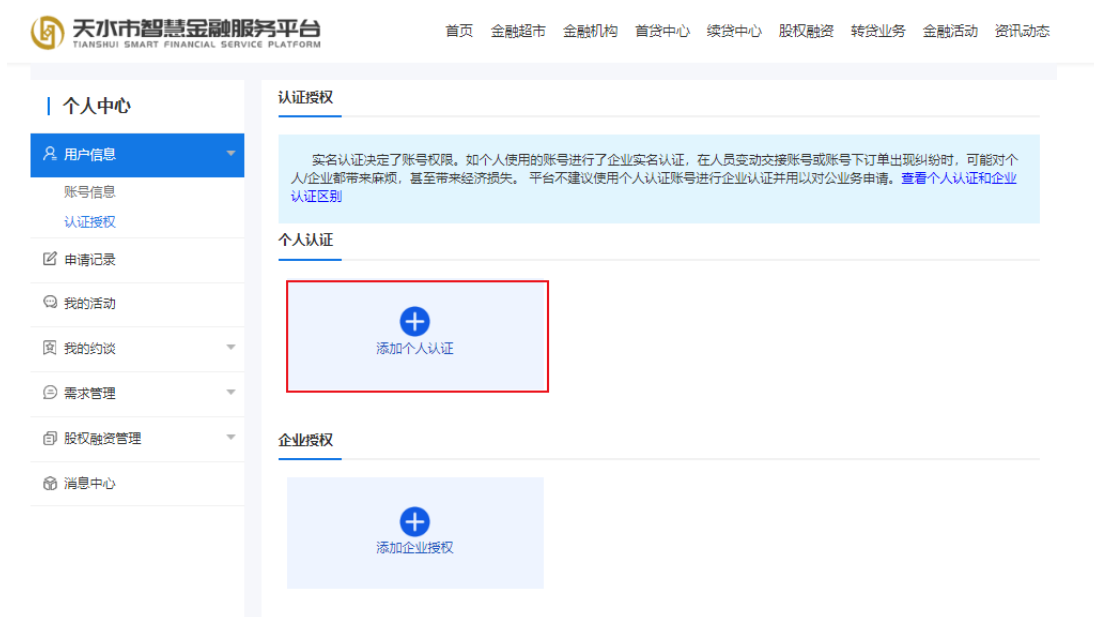 天水市智慧金融服务平台
TIANSHUI SMART FINANCIAL SERVICE PLATFORM
首页 金融超市 金融机构 首贷中心 续贷中心 股权融资 转贷业务 金融活动 资讯动态
个人中心
用户信息
账号信息
认证授权
申请记录
我的活动
我的约谈
需求管理
股权融资管理
消息中心
认证授权
实名认证决定了账号权限。如个人使用的账号进行了企业实名认证，在人员变动交接账号或账号下订单出现纠纷时，可能对个
人/企业都带来麻烦，甚至带来经济损失。 平台不建议使用个人认证账号进行企业认证并用以对公业务申请。查看个人认证和企业
认证区别
个人认证
添加个人认证
企业授权
添加企业授权